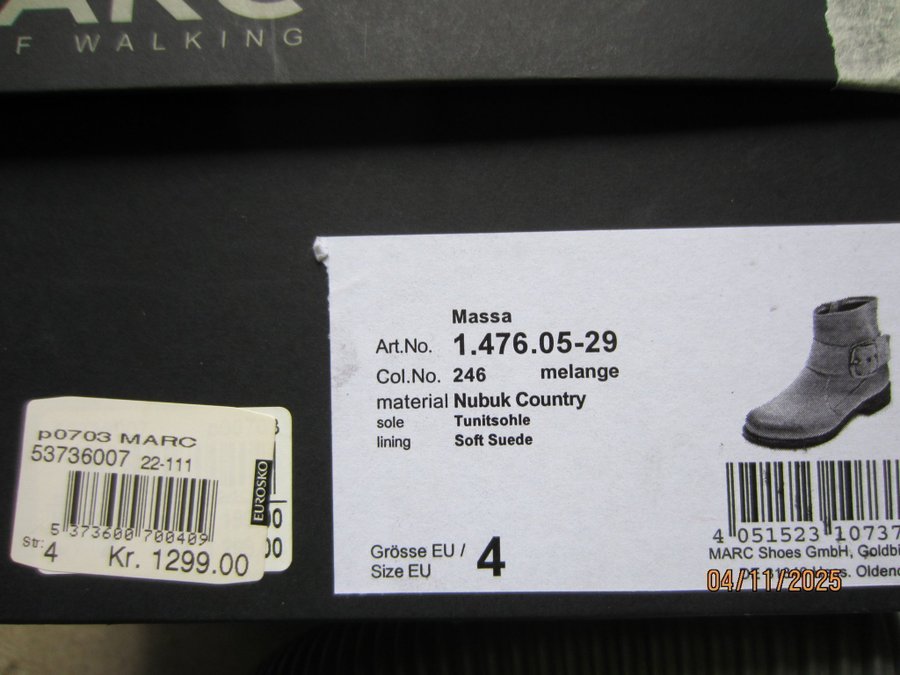 ARC
F WALKING
Massa
Art.No. 1.476.05-29
Col.No. 246 melange
material Nubuk Country
sole Tunitsohle
lining Soft Suede
Grösse EU /
Size EU 4
4 051523 10737
MARC Shoes GmbH, Goldbi
s. Oldend
04/11/2025
p0703 MARC
53736007 22-111
EUROSKO
5 373600 700409
Str: 4 Kr. 1299.00